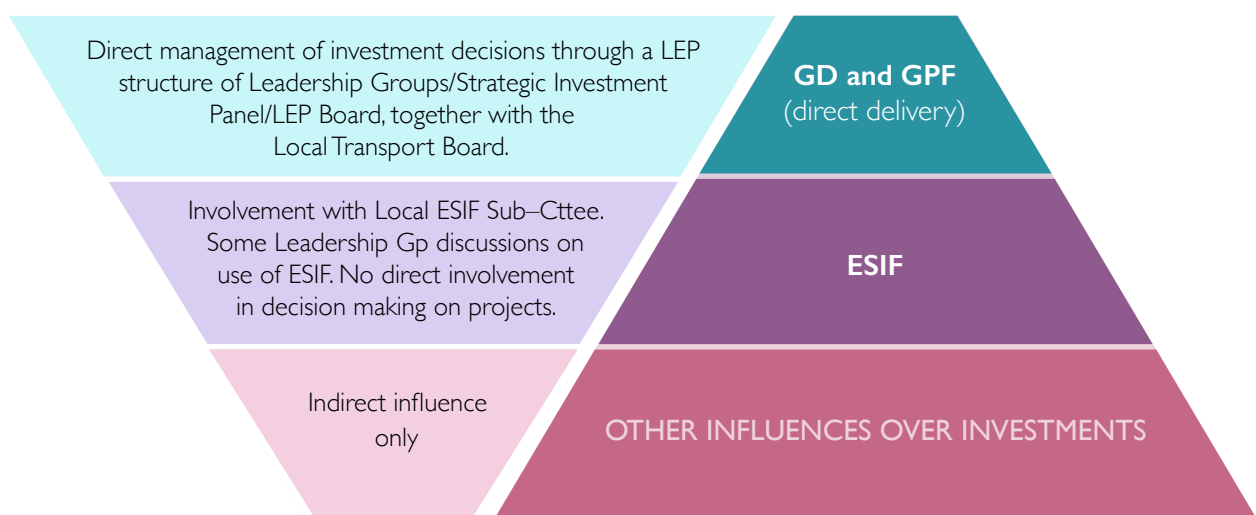 Direct management of investment decisions through a LEP
structure of Leadership Groups/Strategic Investment
Panel/LEP Board, together with the
Local Transport Board.
GD and GPF
(direct delivery)
Involvement with Local ESIF Sub–Cttee.
Some Leadership Gp discussions on
use of ESIF. No direct involvement
in decision making on projects.
ESIF
Indirect influence
only
OTHER INFLUENCES OVER INVESTMENTS